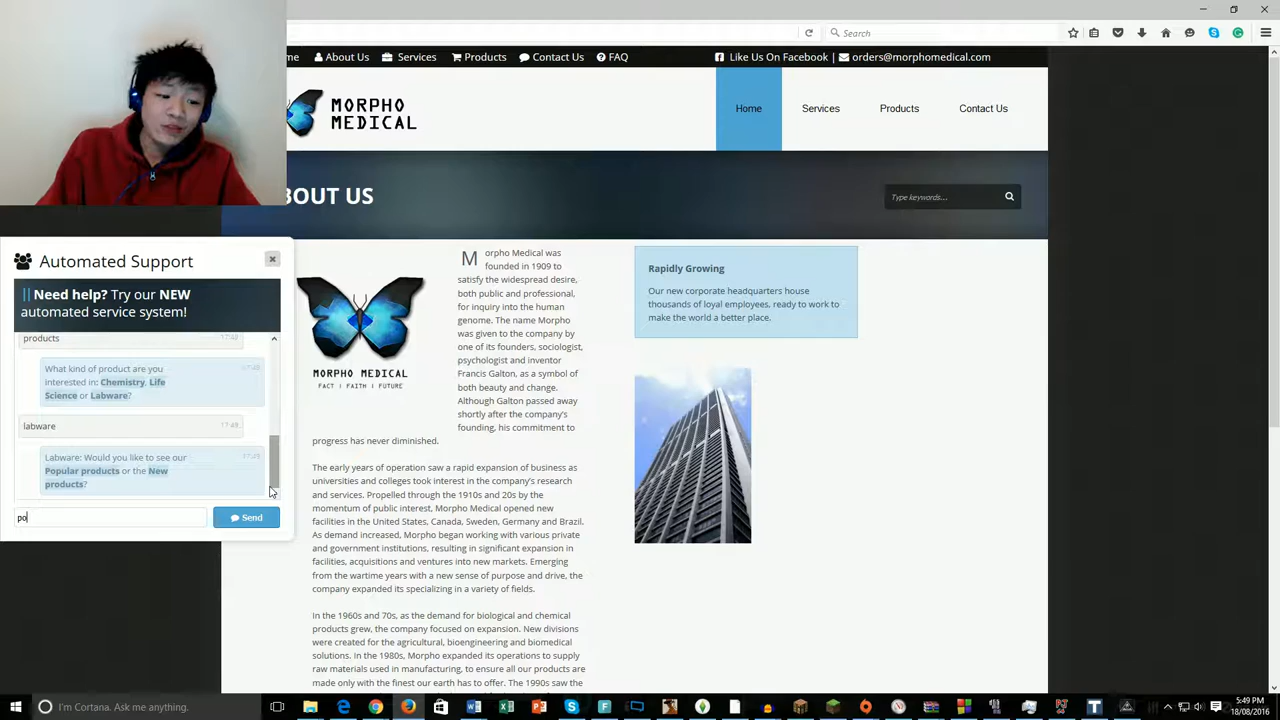 Search
me About Us Services Products Contact Us FAQ Like Us On Facebook | orders@morphomedical.com
MORPHO
MEDICAL
Home Services Products Contact Us
BOUT US
Type keywords...
Automated Support
Need help? Try our NEW
automated service system!
products 17:48
What kind of product are you 17:48
interested in: Chemistry, Life
Science or Labware?
labware 17:48
Labware: Would you like to see our 17:49
Popular products or the New
products?
po
Send
MORPHO MEDICAL
FACT | FAITH | FUTURE
Morpho Medical was
founded in 1909 to
satisfy the widespread desire,
both public and professional,
for inquiry into the human
genome. The name Morpho
was given to the company by
one of its founders, sociologist,
psychologist and inventor
Francis Galton, as a symbol of
both beauty and change.
Although Galton passed away
shortly after the company's
founding, his commitment to
progress has never diminished.
The early years of operation saw a rapid expansion of business as
universities and colleges took interest in the company's research
and services. Propelled through the 1910s and 20s by the
momentum of public interest, Morpho Medical opened new
facilities in the United States, Canada, Sweden, Germany and Brazil.
As demand increased, Morpho began working with various private
and government institutions, resulting in significant expansion in
facilities, acquisitions and ventures into new markets. Emerging
from the wartime years with a new sense of purpose and drive, the
company expanded its specializing in a variety of fields.
In the 1960s and 70s, as the demand for biological and chemical
products grew, the company focused on expansion. New divisions
were created for the agricultural, bioengineering and biomedical
solutions. In the 1980s, Morpho expanded its operations to supply
raw materials used in manufacturing, to ensure all our products are
made only with the finest our earth has to offer. The 1990s saw the
Rapidly Growing
Our new corporate headquarters house
thousands of loyal employees, ready to work to
make the world a better place.
I'm Cortana. Ask me anything.
5:49 PM
18/08/2016